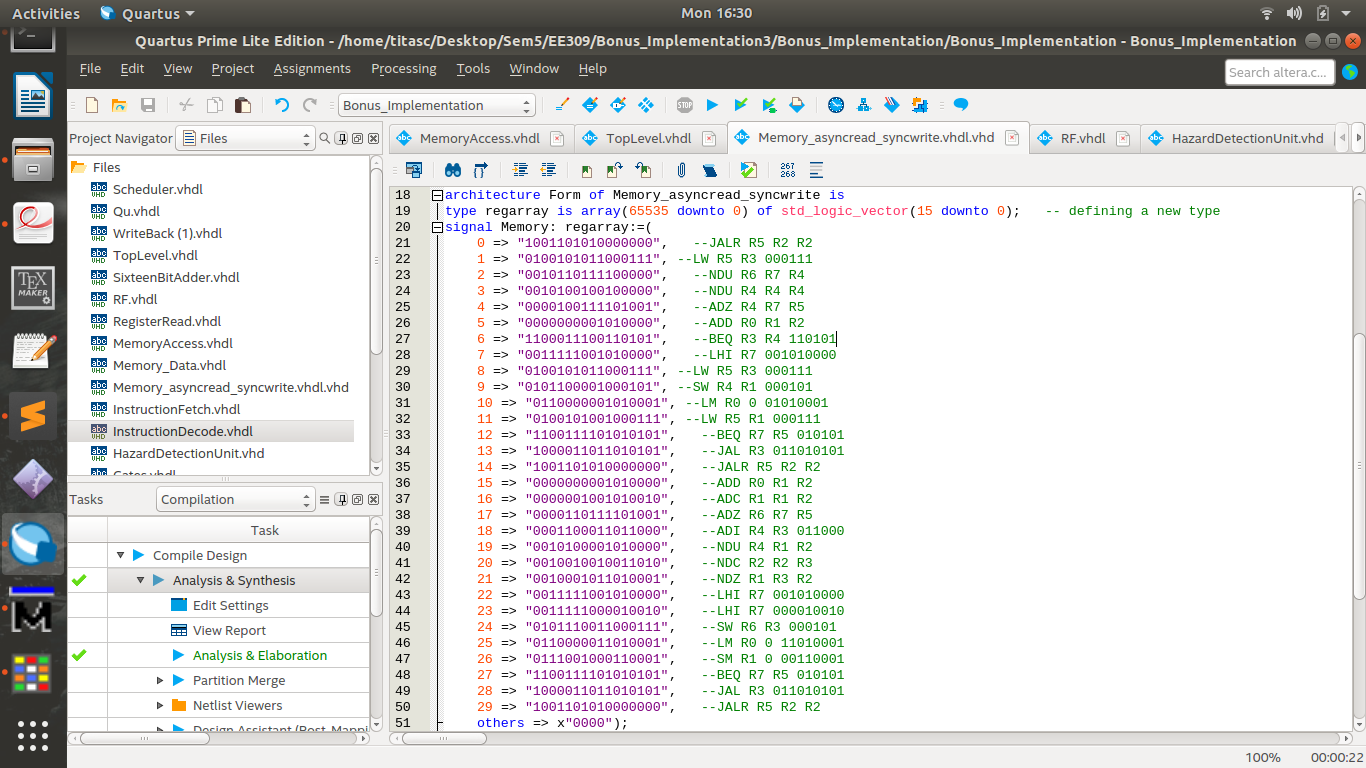 Activities Quartus Mon 16:30
Quartus Prime Lite Edition - /home/titasc/Desktop/Sem5/EE309/Bonus_Implementation3/Bonus_Implementation/Bonus_Implementation - Bonus_Implementation
File Edit View Project Assignments Processing Tools Window Help Search altera.c...
Bonus_Implementation
Project Navigator Files
Files
Scheduler.vhdl
Qu.vhdl
WriteBack (1).vhdl
TopLevel.vhdl
SixteenBitAdder.vhdl
RF.vhdl
RegisterRead.vhdl
MemoryAccess.vhdl
Memory_Data.vhdl
Memory_asyncread_syncwrite.vhdl.vhd
InstructionFetch.vhdl
InstructionDecode.vhdl
HazardDetectionUnit.vhd
Tasks Compilation
Task
Compile Design
Analysis & Synthesis
Edit Settings
View Report
Analysis & Elaboration
Partition Merge
Netlist Viewers
Design Assistant (Post-Mappi
MemoryAccess.vhdl TopLevel.vhdl Memory_asyncread_syncwrite.vhdl.vhd RF.vhdl HazardDetectionUnit.vhd
267
268
18 architecture Form of Memory_asyncread_syncwrite is
19 type regarray is array(65535 downto 0) of std_logic_vector(15 downto 0); -- defining a new type
20 signal Memory: regarray:=(
21 0 => "1001101010000000", --JALR R5 R2 R2
22 1 => "0100101011000111", --LW R5 R3 000111
23 2 => "0010110111100000", --NDU R6 R7 R4
24 3 => "0010100100100000", --NDU R4 R4 R4
25 4 => "0000100111101001", --ADZ R4 R7 R5
26 5 => "0000000001010000", --ADD R0 R1 R2
27 6 => "1100011100110101", --BEQ R3 R4 110101
28 7 => "0011111001010000", --LHI R7 001010000
29 8 => "0100101011000111", --LW R5 R3 000111
30 9 => "0101100001000101", --SW R4 R1 000101
31 10 => "0110000001010001", --LM R0 0 01010001
32 11 => "0100101001000111", --LW R5 R1 000111
33 12 => "1100111101010101", --BEQ R7 R5 010101
34 13 => "1000011011010101", --JAL R3 011010101
35 14 => "1001101010000000", --JALR R5 R2 R2
36 15 => "0000000001010000", --ADD R0 R1 R2
37 16 => "0000001001010010", --ADC R1 R1 R2
38 17 => "0000110111101001", --ADZ R6 R7 R5
39 18 => "0001100011011000", --ADI R4 R3 011000
40 19 => "0010100001010000", --NDU R4 R1 R2
41 20 => "0010010010011010", --NDC R2 R2 R3
42 21 => "0010001011010001", --NDZ R1 R3 R2
43 22 => "0011111001010000", --LHI R7 001010000
44 23 => "0011111000010010", --LHI R7 000010010
45 24 => "0101110011000111", --SW R6 R3 000101
46 25 => "0110000011010001", --LM R0 0 11010001
47 26 => "0111001000110001", --SM R1 0 00110001
48 27 => "1100111101010101", --BEQ R7 R5 010101
49 28 => "1000011011010101", --JAL R3 011010101
50 29 => "1001101010000000", --JALR R5 R2 R2
51 others => x"0000");
100% 00:00:22